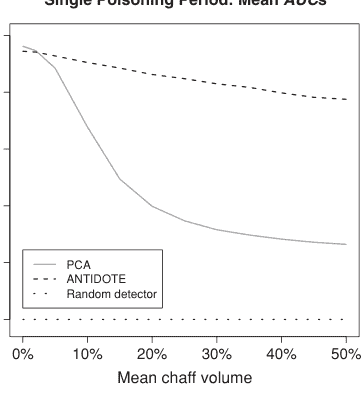 Single Poisoning Period: Mean AUCs
PCA
ANTIDOTE
Random detector
0% 10% 20% 30% 40% 50%
Mean chaff volume